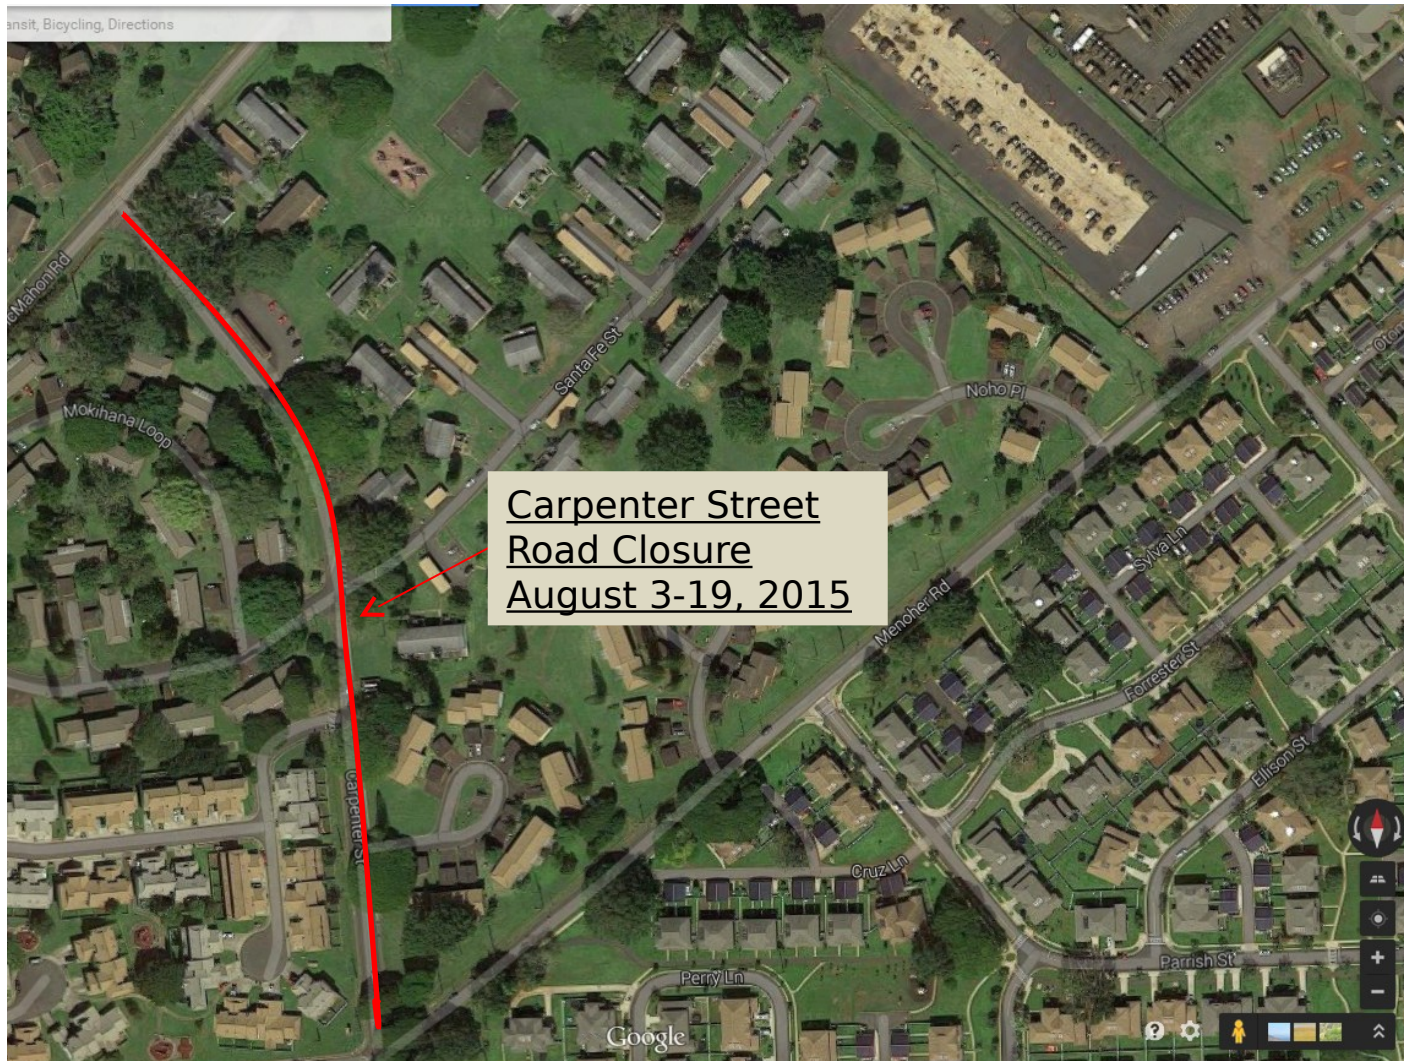 ansit, Bicycling, Directions
cMahon Rd
Mokihana Loop
Santa Fe St
Noho Pl
Carpenter Street
Road Closure
August 3-19, 2015
Sylva Ln
Menoher Rd
Forrester St
Ellison St
Carpenter St
Cruz Ln
Parrish St
Perry Ln
Google